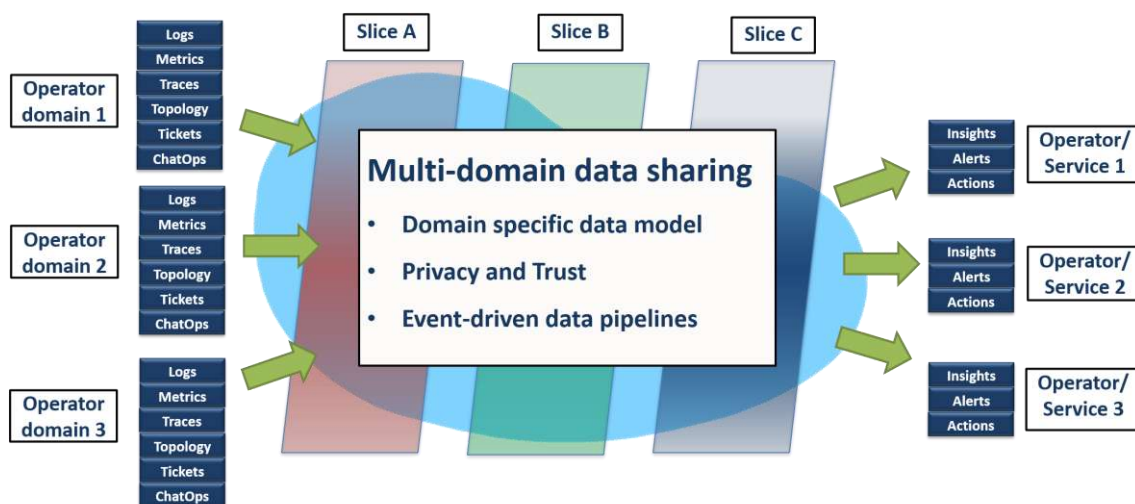 Slice A
Slice B
Slice C
Operator
domain 1
Logs
Metrics
Traces
Topology
Tickets
ChatOps
Operator
domain 2
Logs
Metrics
Traces
Topology
Tickets
ChatOps
Operator
domain 3
Logs
Metrics
Traces
Topology
Tickets
ChatOps
Multi-domain data sharing
• Domain specific data model
• Privacy and Trust
• Event-driven data pipelines
Insights
Alerts
Actions
Operator/
Service 1
Insights
Alerts
Actions
Operator/
Service 2
Insights
Alerts
Actions
Operator/
Service 3